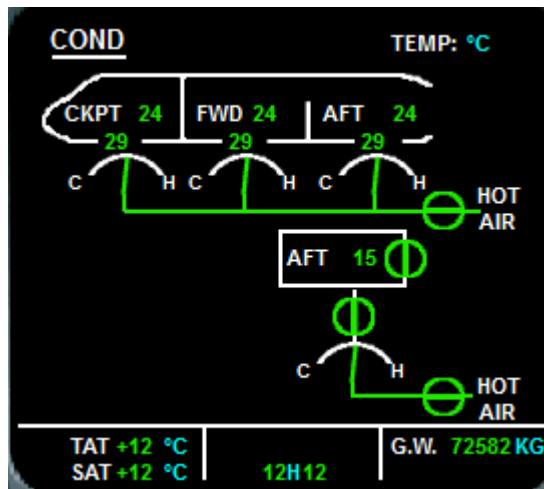 COND TEMP: °C
CKPT 24 FWD 24 AFT 24
29 29 29
C H C H C H
HOT
AIR
AFT 15
C H
HOT
AIR
TAT +12 °C G.W. 72582 KG
SAT +12 °C 12H12